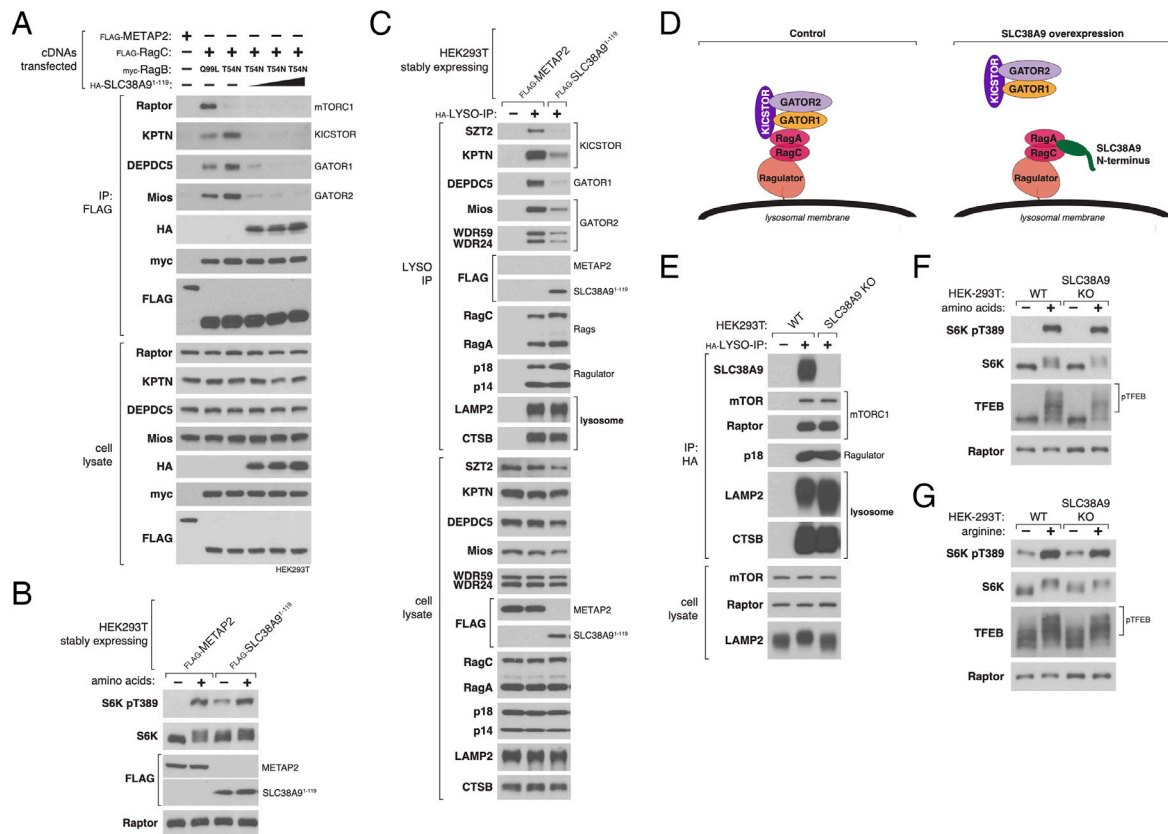 A
cDNAs transfected
FLAG-METAP2: + − − − − −
FLAG-RagC: − + + + + +
myc-RagB: − Q99L T54N T54N T54N T54N
HA-SLC38A9¹⁻¹¹⁹: − − −
IP: FLAG
Raptor mTORC1
KPTN KICSTOR
DEPDC5 GATOR1
Mios GATOR2
HA
myc
FLAG
cell lysate
Raptor
KPTN
DEPDC5
Mios
HA
myc
FLAG
HEK293T
B
HEK293T stably expecting
FLAG-METAP2
FLAG-SLC38A9¹⁻¹¹⁹
amino acids: − + − +
S6K pT389
S6K
FLAG
METAP2
SLC38A9¹⁻¹¹⁹
Raptor
C
HEK293T stably expressing
FLAG-METAP2
FLAG-SLC38A9¹⁻¹¹⁹
HA-LYSO-IP: − + +
LYSO IP
SZT2
KPTN
KICSTOR
DEPDC5 GATOR1
Mios
WDR59
WDR24
GATOR2
FLAG
METAP2
SLC38A9¹⁻¹¹⁹
RagC
RagA
Rags
p18
p14
Ragulator
LAMP2
CTSB
lysosome
cell lysate
SZT2
KPTN
DEPDC5
Mios
WDR59
WDR24
FLAG
METAP2
SLC38A9¹⁻¹¹⁹
RagC
RagA
p18
p14
LAMP2
CTSB
D
Control
KICSTOR
GATOR2
GATOR1
RagA
RagC
Ragulator
lysosomal membrane
SLC38A9 overexpression
KICSTOR
GATOR2
GATOR1
RagA
RagC
SLC38A9
N-terminus
Ragulator
lysosomal membrane
E
HEK293T: WT SLC38A9 KO
HA-LYSO-IP: − + +
IP: HA
SLC38A9
mTOR
Raptor
mTORC1
p18 Ragulator
LAMP2
CTSB
lysosome
cell lysate
mTOR
Raptor
LAMP2
F
HEK-293T: WT SLC38A9 KO
amino acids: − + − +
S6K pT389
S6K
TFEB pTFEB
Raptor
G
HEK-293T: WT SLC38A9 KO
arginine: − + − +
S6K pT389
S6K
TFEB pTFEB
Raptor